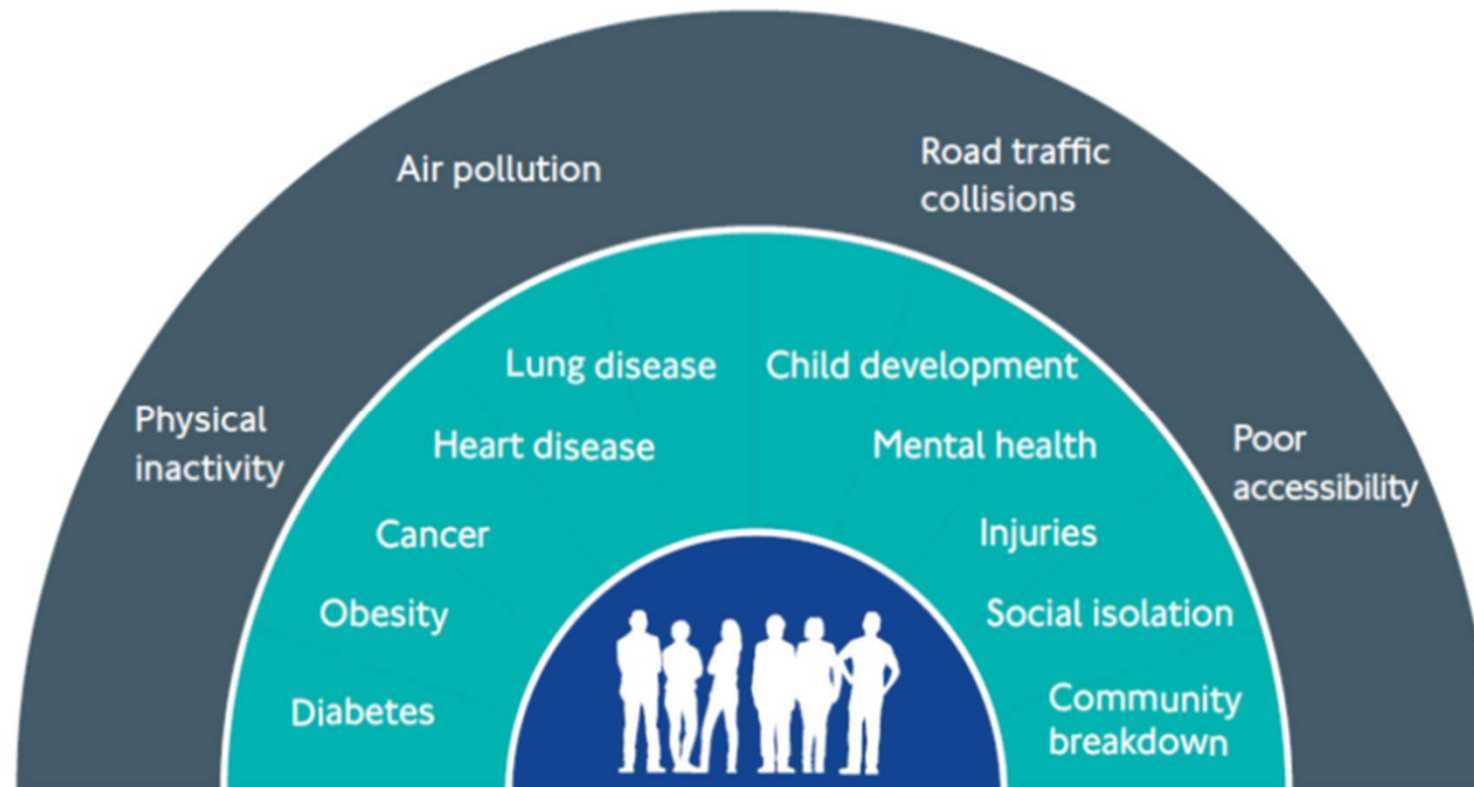 Air pollution
Road traffic
collisions
Physical
inactivity
Poor
accessibility
Lung disease
Child development
Heart disease
Mental health
Cancer
Injuries
Obesity
Social isolation
Diabetes
Community
breakdown